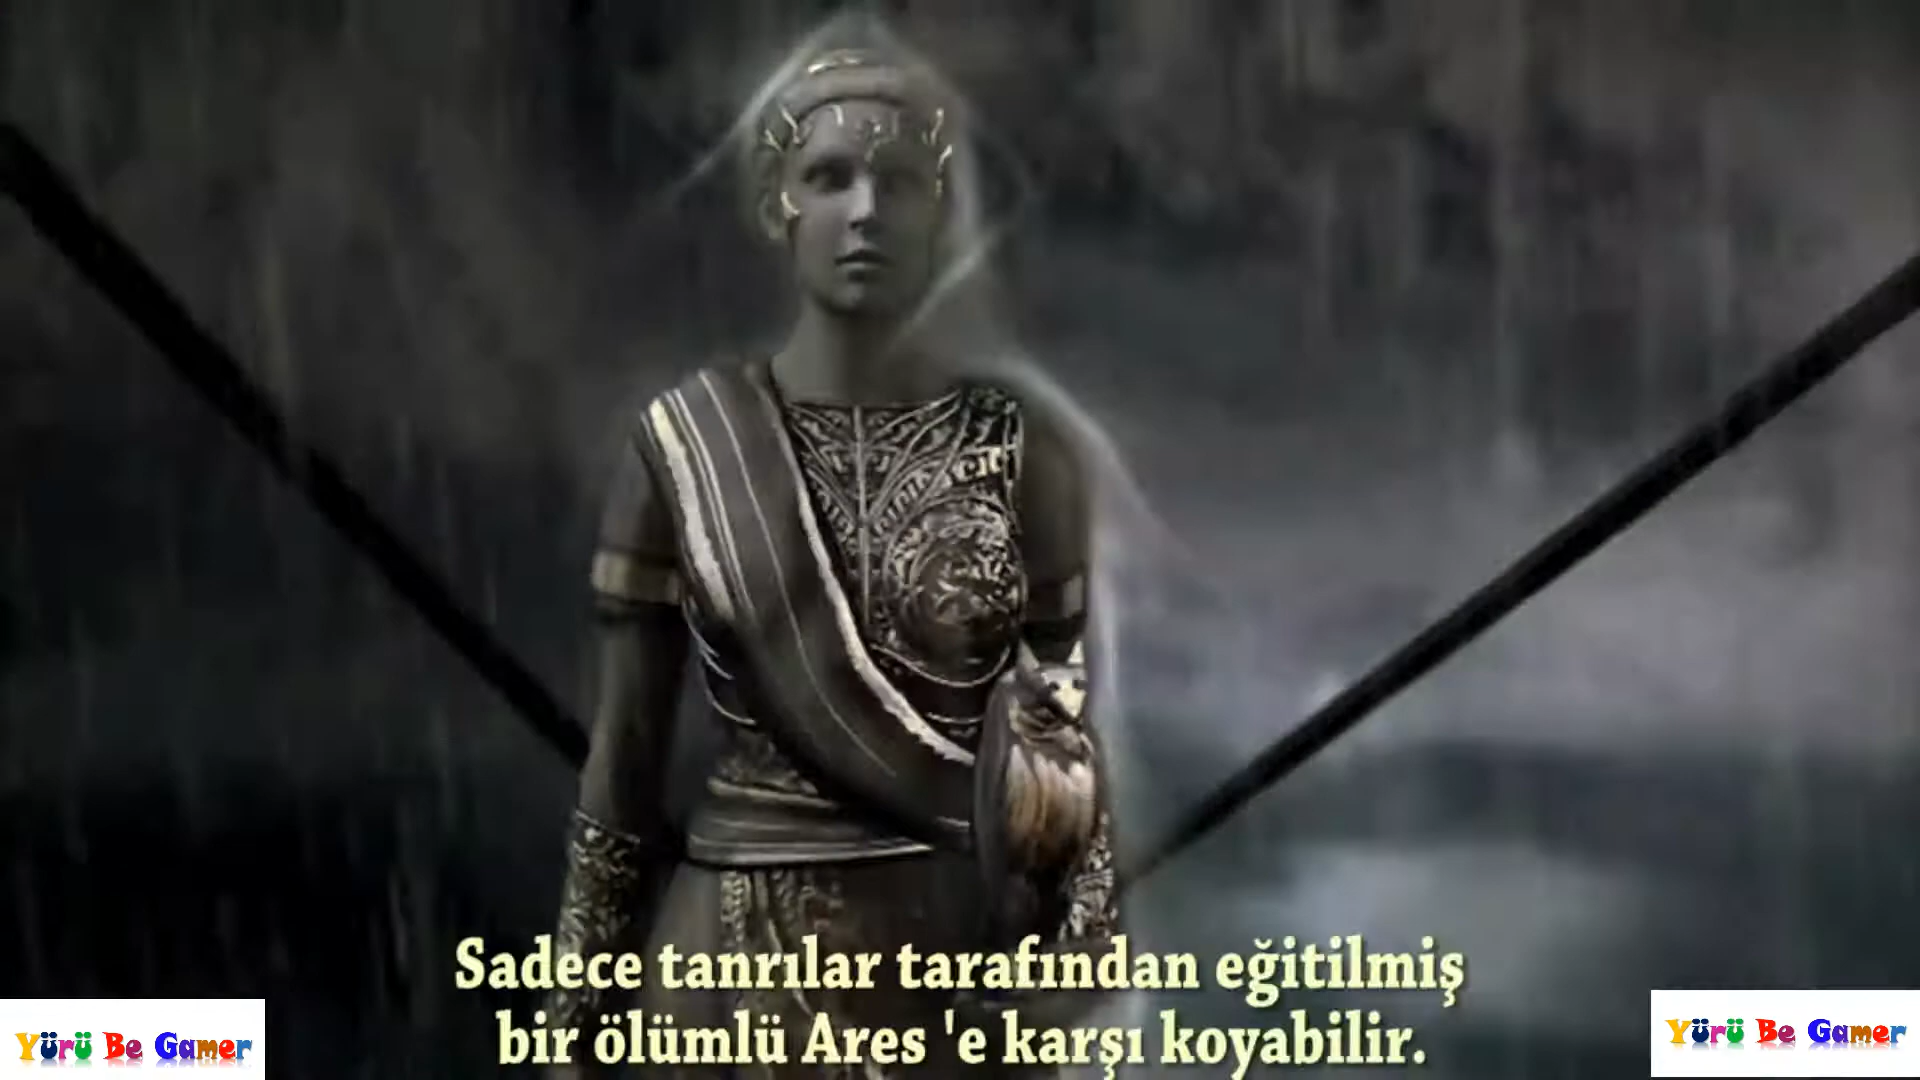 Sadece tanrılar tarafından eğitilmiş
bir ölümlü Ares 'e karşı koyabilir.
Yürü Be Gamer
Yürü Be Gamer